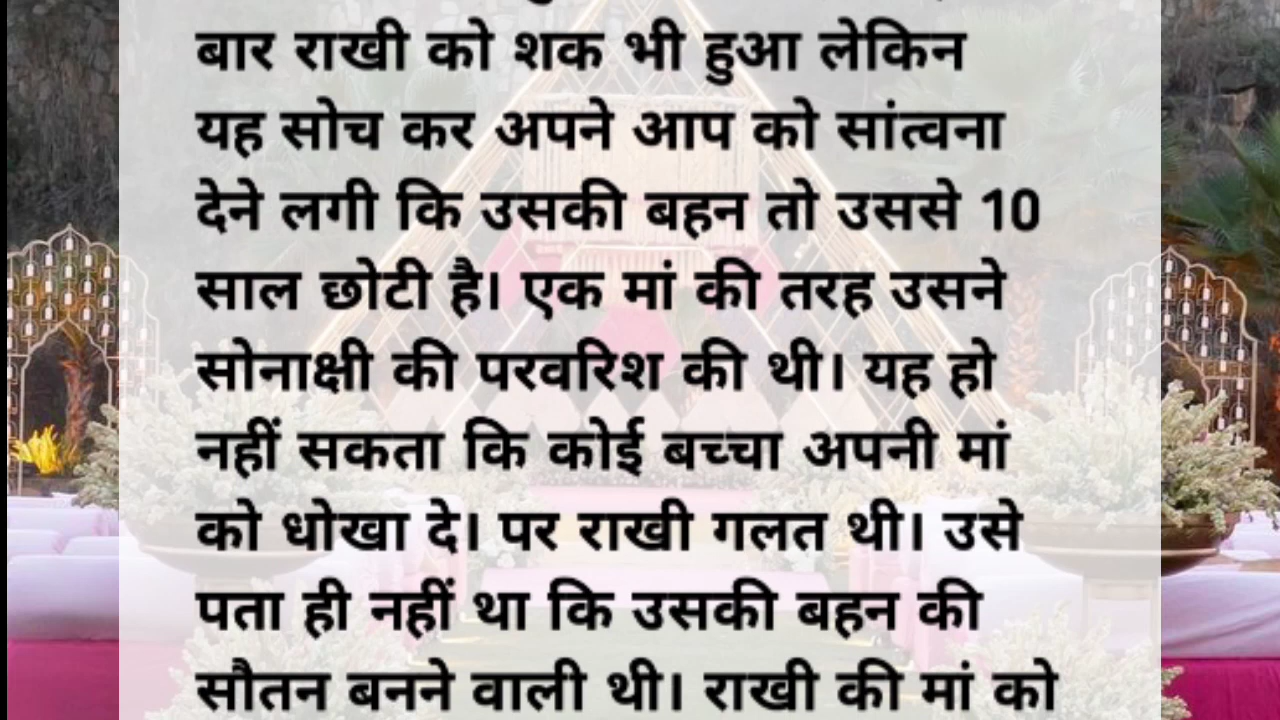 बार राखी को शक भी हुआ लेकिन
यह सोच कर अपने आप को सांत्वना
देने लगी कि उसकी बहन तो उससे 10
साल छोटी है। एक मां की तरह उसने
सोनाक्षी की परवरिश की थी। यह हो
नहीं सकता कि कोई बच्चा अपनी मां
को धोखा दे। पर राखी गलत थी। उसे
पता ही नहीं था कि उसकी बहन की
सौतन बनने वाली थी। राखी की मां को